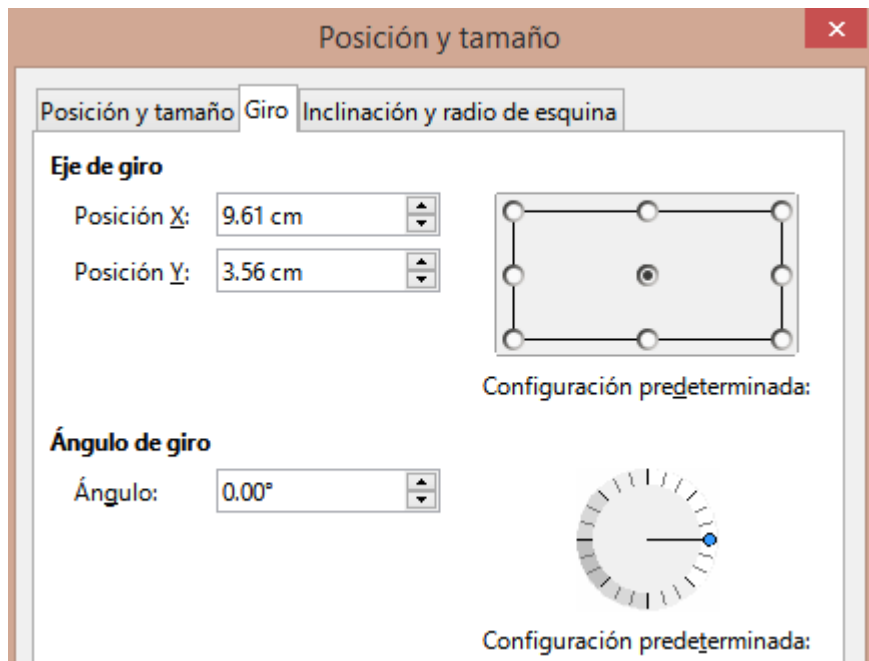 Posición y tamaño
Posición y tamaño Giro Inclinación y radio de esquina
Eje de giro
Posición X: 9.61 cm
Posición Y: 3.56 cm
Configuración predeterminada:
Ángulo de giro
Ángulo: 0.00°
Configuración predeterminada: